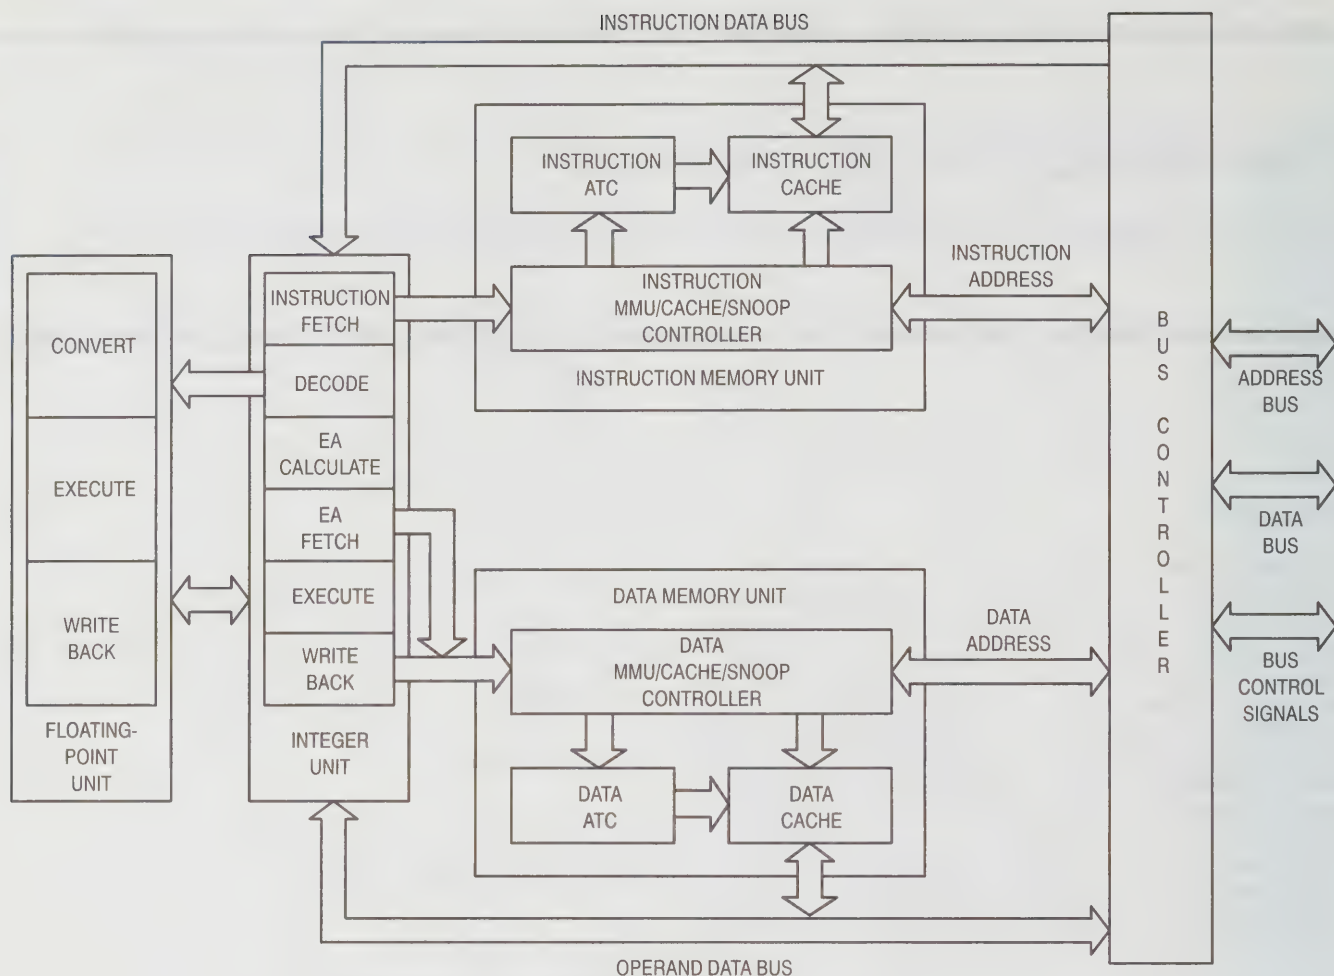 INSTRUCTION DATA BUS
INSTRUCTION
ATC
INSTRUCTION
CACHE
INSTRUCTION
MMU/CACHE/SNOOP
CONTROLLER
INSTRUCTION MEMORY UNIT
INSTRUCTION
ADDRESS
CONVERT
EXECUTE
WRITE
BACK
FLOATING-
POINT
UNIT
INSTRUCTION
FETCH
DECODE
EA
CALCULATE
EA
FETCH
EXECUTE
WRITE
BACK
INTEGER
UNIT
DATA MEMORY UNIT
DATA
MMU/CACHE/SNOOP
CONTROLLER
DATA
ATC
DATA
CACHE
DATA
ADDRESS
OPERAND DATA BUS
BUS CONTROLLER
ADDRESS
BUS
DATA
BUS
BUS
CONTROL
SIGNALS